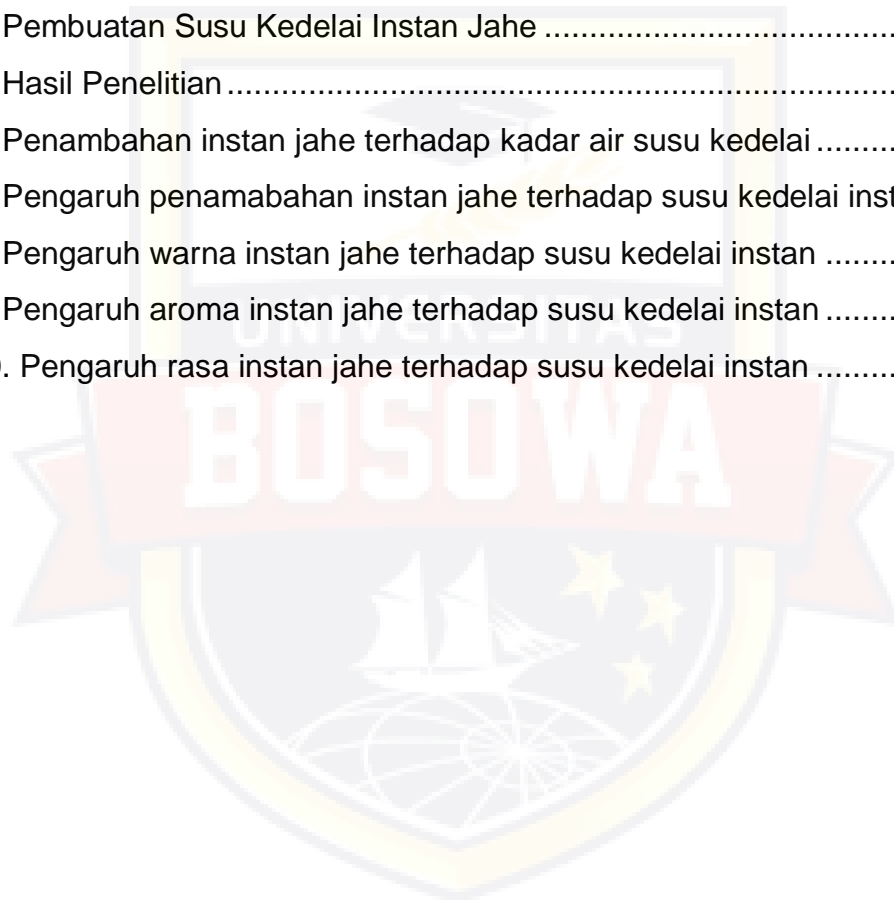 Pembuatan Susu Kedelai Instan Jahe ........................................
Hasil Penelitian ................................................................................
Penambahan instan jahe terhadap kadar air susu kedelai .........
Pengaruh penamabahan instan jahe terhadap susu kedelai inst
Pengaruh warna instan jahe terhadap susu kedelai instan ........
Pengaruh aroma instan jahe terhadap susu kedelai instan ........
. Pengaruh rasa instan jahe terhadap susu kedelai instan .........
UNIVERSITAS
BOSOWA